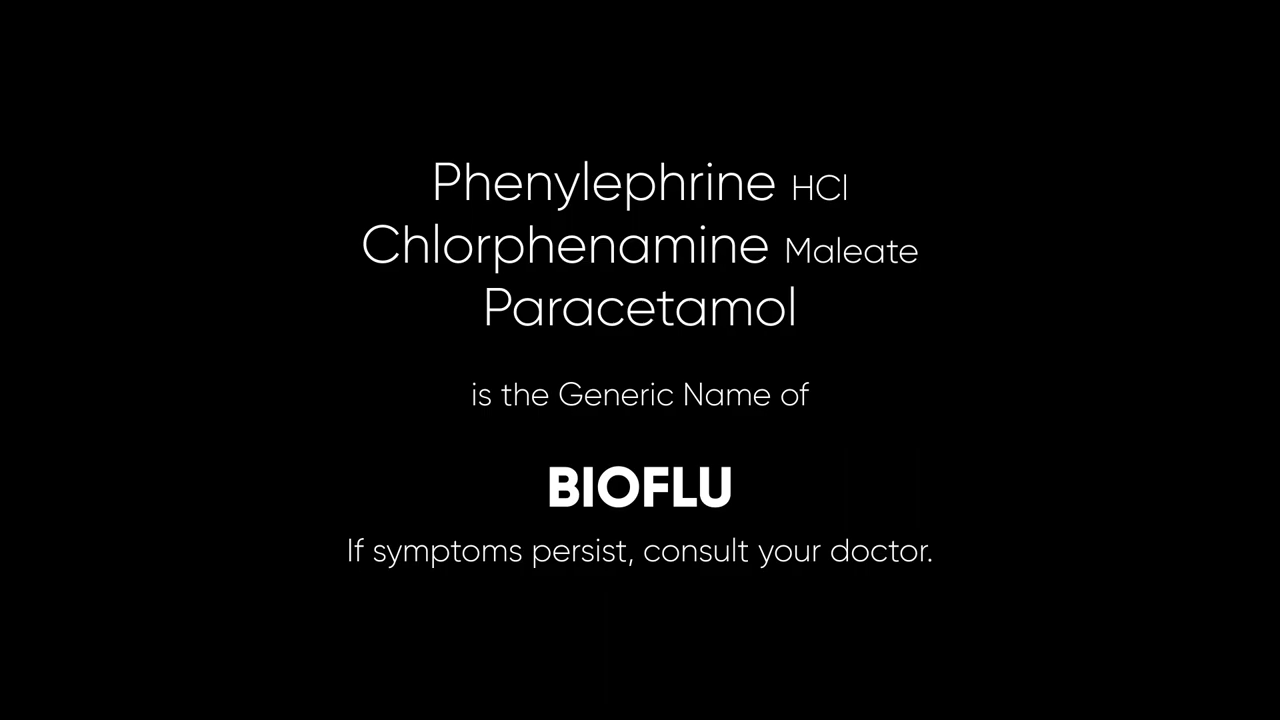 Phenylephrine HCl
Chlorphenamine Maleate
Paracetamol
is the Generic Name of
BIOFLU
If symptoms persist, consult your doctor.